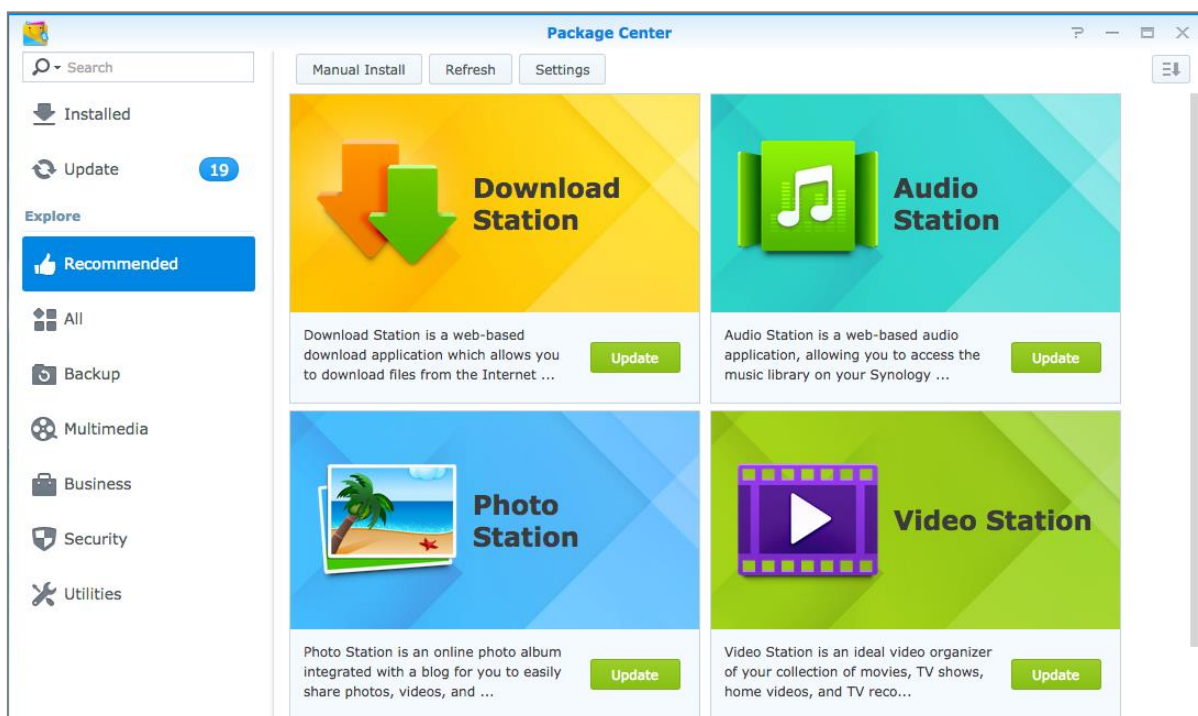 Package Center
Search
Manual Install
Refresh
Settings
Installed
Update
19
Explore
Recommended
All
Backup
Multimedia
Business
Security
Utilities
Download
Station
Download Station is a web-based
download application which allows you
to download files from the Internet ...
Update
Audio
Station
Audio Station is a web-based audio
application, allowing you to access the
music library on your Synology ...
Update
Photo
Station
Photo Station is an online photo album
integrated with a blog for you to easily
share photos, videos, and ...
Update
Video Station
Video Station is an ideal video organizer
of your collection of movies, TV shows,
home videos, and TV reco...
Update